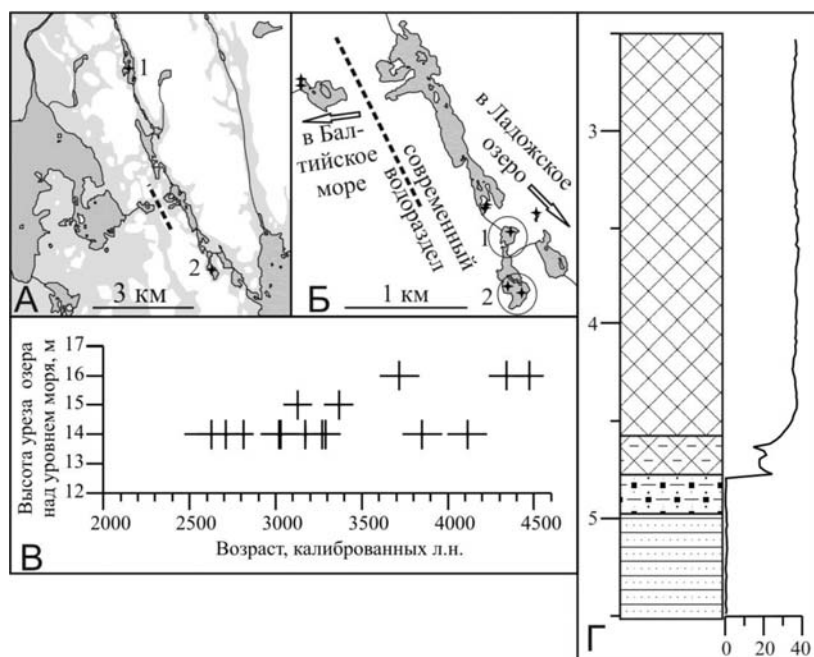 1
2
А
3 км
в Бал-
тийское
море
современный
водораздел
в Ладожское
озеро
1
2
Б
1 км
Высота уреза озера
над уровнем моря, м
17
16
15
14
13
12
2000
2500
3000
3500
4000
4500
Возраст, калиброванных л.н.
В
3
4
5
Г
0
20
40